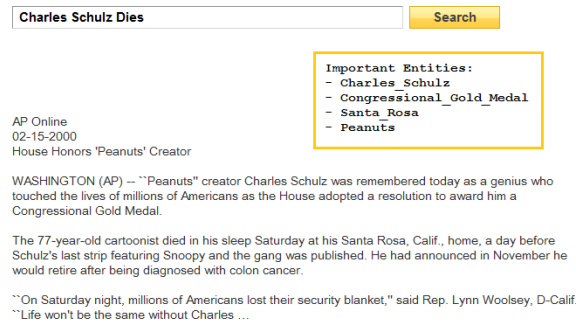 Charles Schulz Dies
Search
Important Entities:
- Charles_Schulz
- Congressional_Gold_Medal
- Santa_Rosa
- Peanuts
AP Online
02-15-2000
House Honors 'Peanuts' Creator
WASHINGTON (AP) -- ``Peanuts'' creator Charles Schulz was remembered today as a genius who
touched the lives of millions of Americans as the House adopted a resolution to award him a
Congressional Gold Medal.
The 77-year-old cartoonist died in his sleep Saturday at his Santa Rosa, Calif., home, a day before
Schulz's last strip featuring Snoopy and the gang was published. He had announced in November he
would retire after being diagnosed with colon cancer.
``On Saturday night, millions of Americans lost their security blanket,'' said Rep. Lynn Woolsey, D-Calif.
``Life won't be the same without Charles ...